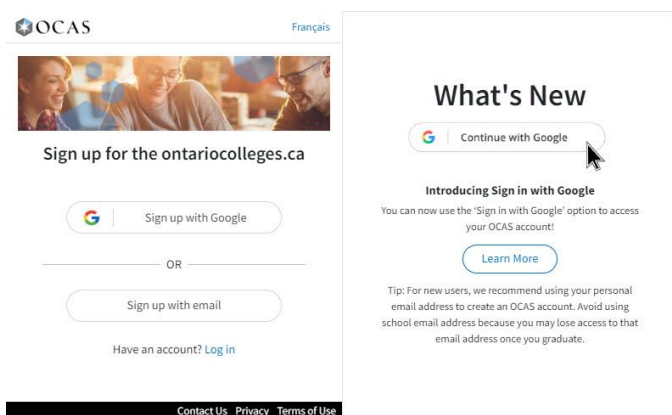 OCAS
Français
Sign up for the ontariocolleges.ca
Sign up with Google
OR
Sign up with email
Have an account? Log in
Contact Us Privacy Terms of Use
What's New
Continue with Google
Introducing Sign in with Google
You can now use the ‘Sign in with Google’ option to access
your OCAS account!
Learn More
Tip: For new users, we recommend using your personal
email address to create an OCAS account. Avoid using
school email address because you may lose access to that
email address once you graduate.